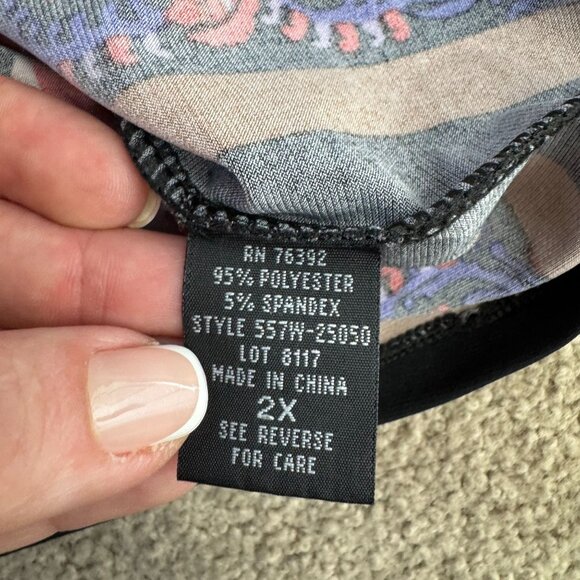 RN 76392
95% POLYESTER
5% SPANDEX
STYLE 557W-25050
LOT 8117
MADE IN CHINA
2X
SEE REVERSE
FOR CARE